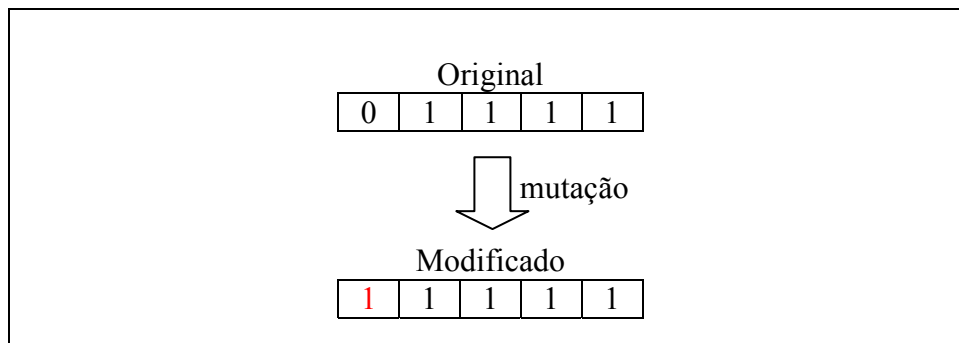 Original
0 1 1 1 1
mutação
Modificado
1 1 1 1 1